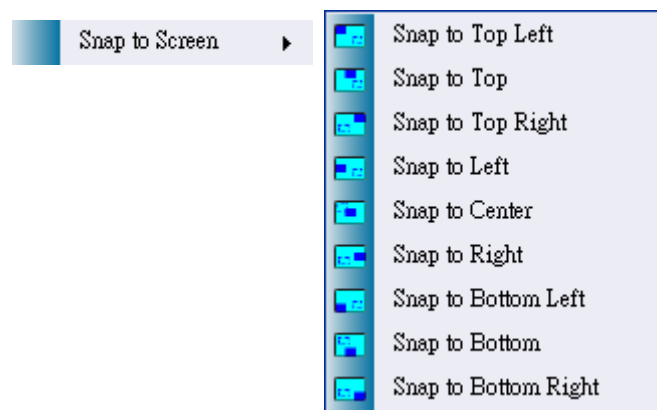 Snap to Screen
Snap to Top Left
Snap to Top
Snap to Top Right
Snap to Left
Snap to Center
Snap to Right
Snap to Bottom Left
Snap to Bottom
Snap to Bottom Right